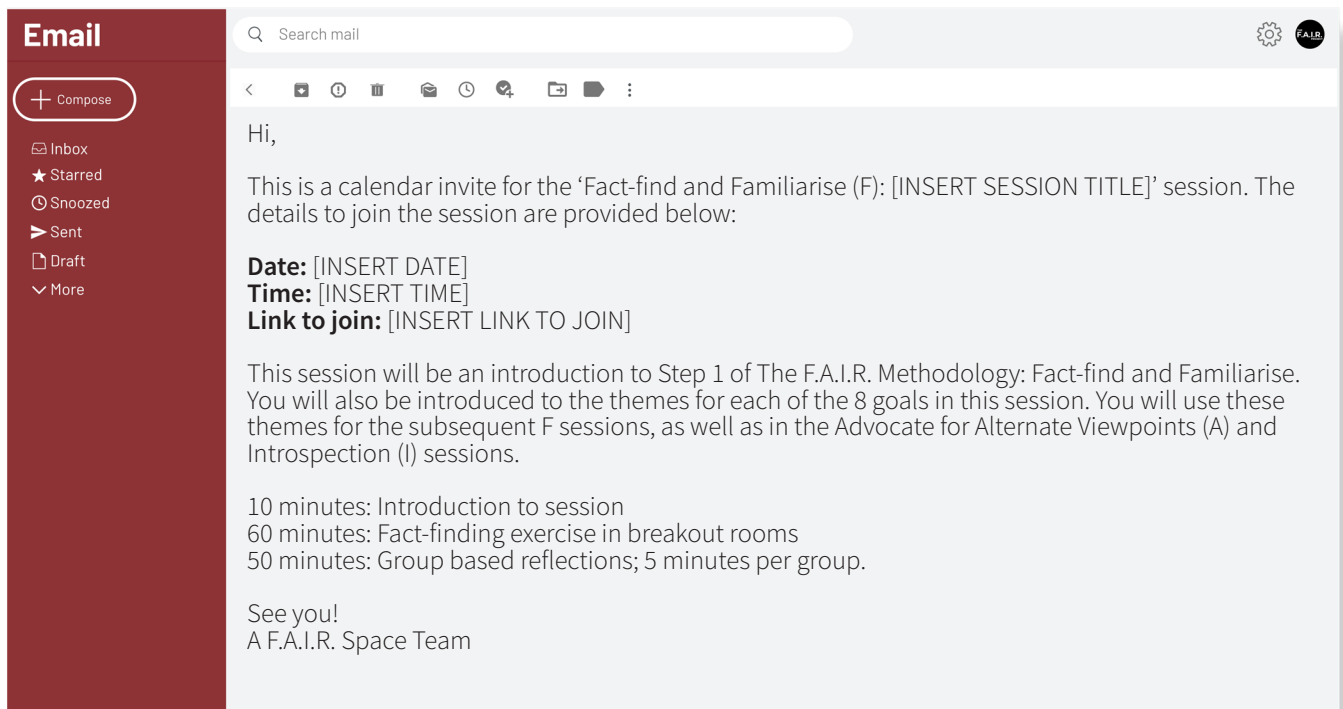 Email
Search mail
F.A.I.R.
Compose
Inbox
Starred
Snoozed
Sent
Draft
More
Hi,
This is a calendar invite for the ‘Fact-find and Familiarise (F): [INSERT SESSION TITLE]’ session. The
details to join the session are provided below:
Date: [INSERT DATE]
Time: [INSERT TIME]
Link to join: [INSERT LINK TO JOIN]
This session will be an introduction to Step 1 of The F.A.I.R. Methodology: Fact-find and Familiarise.
You will also be introduced to the themes for each of the 8 goals in this session. You will use these
themes for the subsequent F sessions, as well as in the Advocate for Alternate Viewpoints (A) and
Introspection (I) sessions.
10 minutes: Introduction to session
60 minutes: Fact-finding exercise in breakout rooms
50 minutes: Group based reflections; 5 minutes per group.
See you!
A F.A.I.R. Space Team